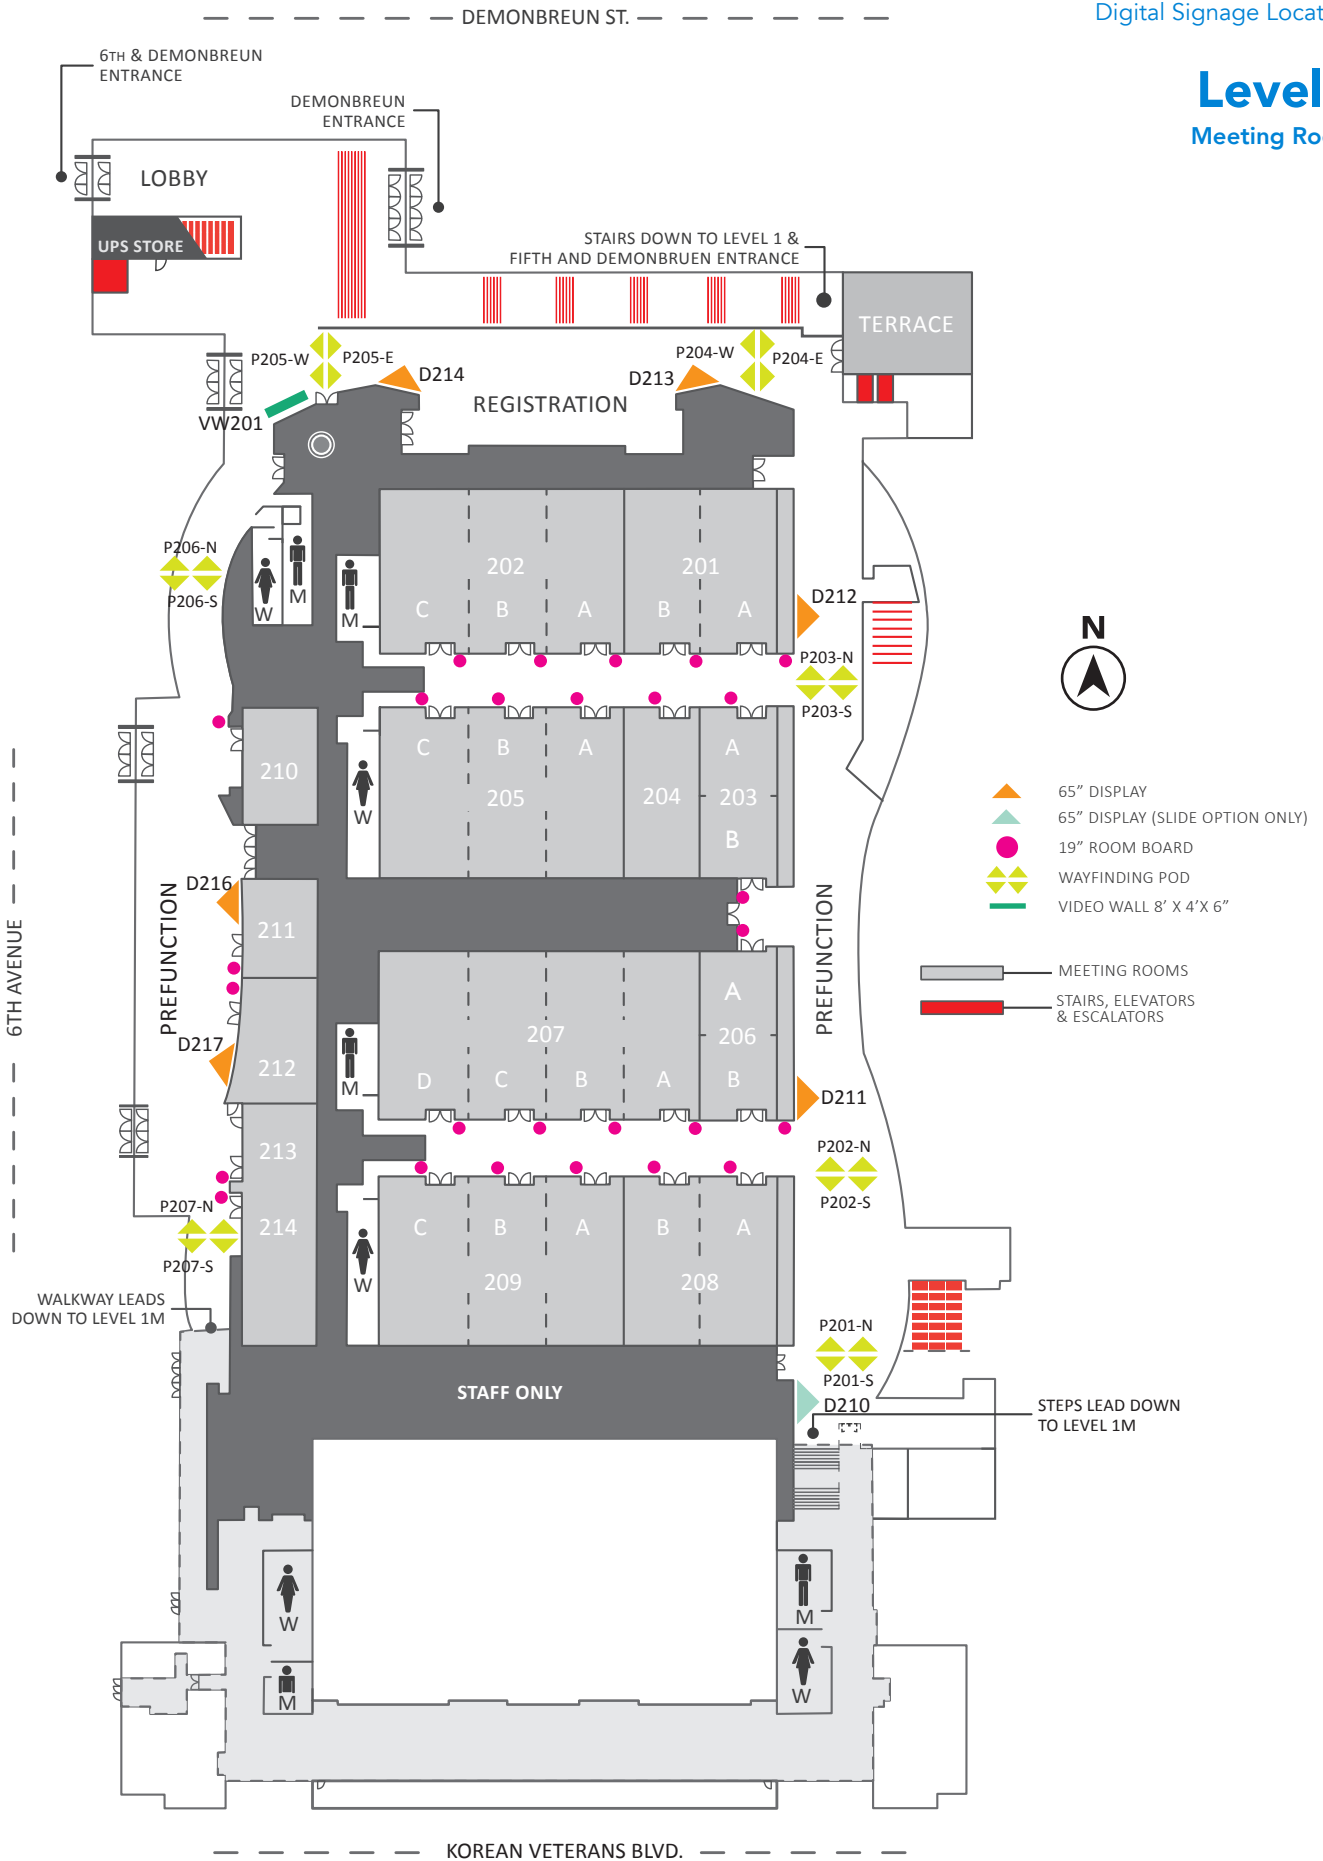 DEMONBREUN ST.
Digital Signage Locat
Level
Meeting Ro
6TH & DEMONBREUN
ENTRANCE
DEMONBREUN
ENTRANCE
LOBBY
UPS STORE
STAIRS DOWN TO LEVEL 1 &
FIFTH AND DEMONBRUEN ENTRANCE
TERRACE
P205-W
P205-E
D214
P204-W
P204-E
D213
REGISTRATION
VW201
P206-N
P206-S
W
M
M
202
201
C
B
A
B
A
D212
P203-N
P203-S
N
210
C
B
A
A
205
204
203
B
W
65” DISPLAY
65” DISPLAY (SLIDE OPTION ONLY)
19” ROOM BOARD
WAYFINDING POD
VIDEO WALL 8’ X 4’X 6”
MEETING ROOMS
STAIRS, ELEVATORS
& ESCALATORS
6TH AVENUE
PREFUNCTION
D216
211
PREFUNCTION
D217
212
M
207
A
206
D
C
B
A
B
D211
213
214
P202-N
P202-S
P207-N
P207-S
W
C
B
A
B
A
209
208
WALKWAY LEADS
DOWN TO LEVEL 1M
P201-N
P201-S
STAFF ONLY
D210
STEPS LEAD DOWN
TO LEVEL 1M
W
M
M
W
KOREAN VETERANS BLVD.